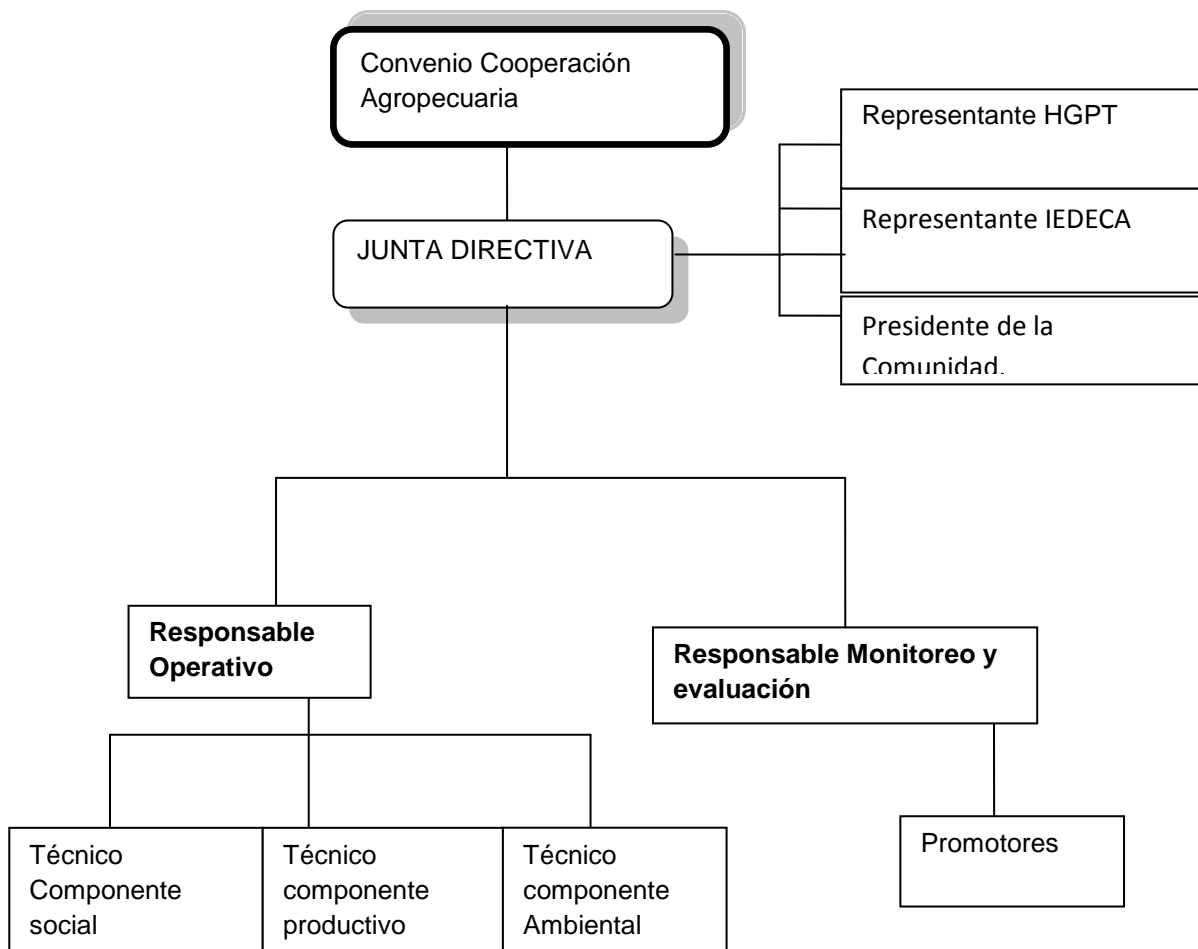 Convenio Cooperación
Agropecuaria
Representante HGPT
Representante IEDECA
JUNTA DIRECTIVA
Presidente de la
Comunidad.
Responsable
Operativo
Responsable Monitoreo y
evaluación
Técnico
Componente
social
Técnico
componente
productivo
Técnico
componente
Ambiental
Promotores